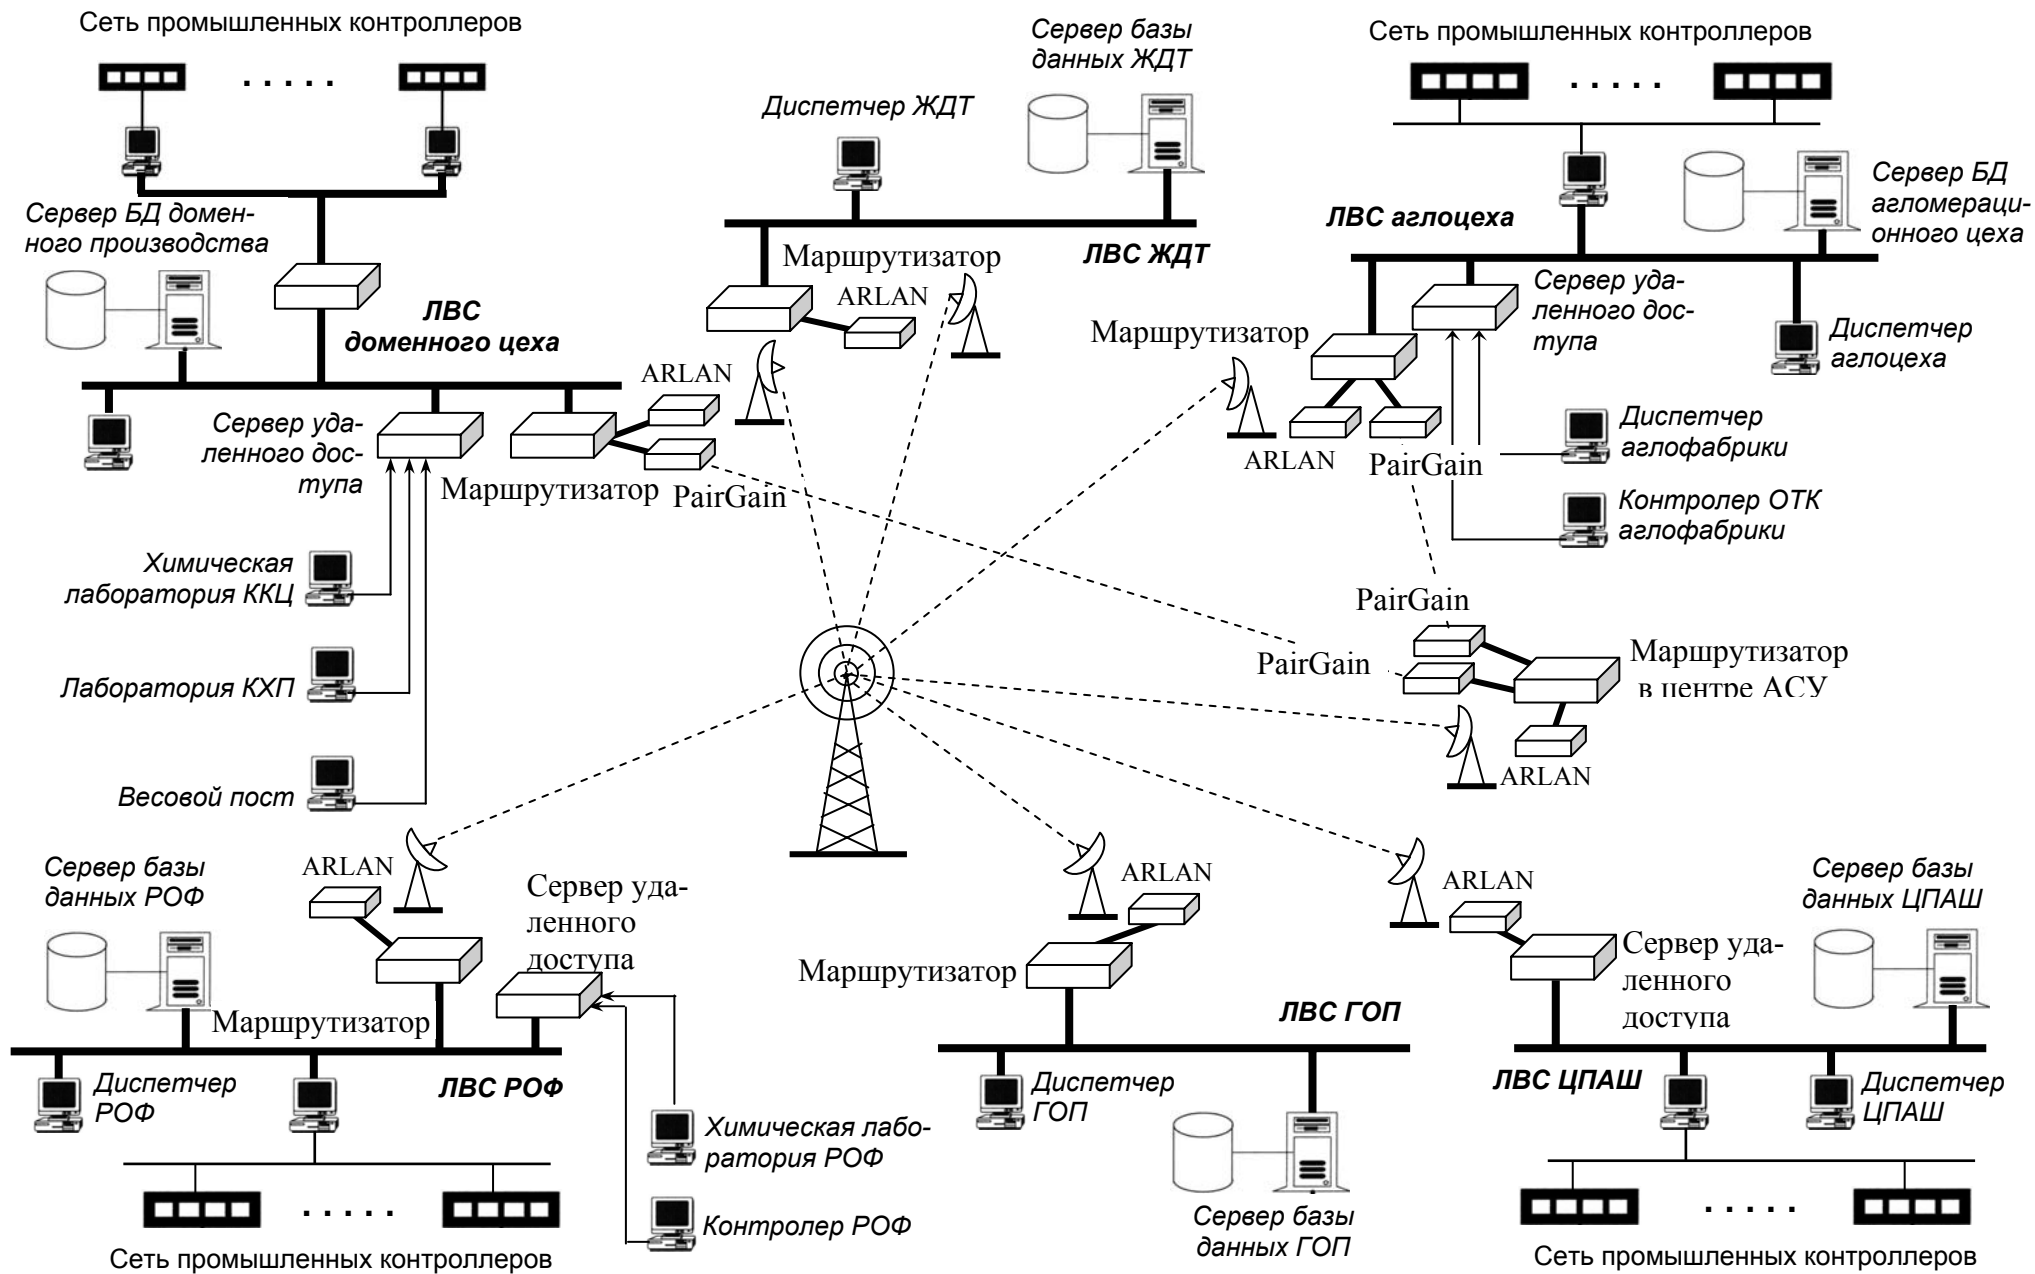 Сеть промышленных контроллеров
Сервер БД домен-
ного производства
ЛВС
доменного цеха
ARLAN
Сервер уда-
ленного дос-
тупа
Маршрутизатор
PairGain
Химическая
лаборатория ККЦ
Лаборатория КХП
Весовой пост
Сервер базы
данных ЖДТ
Диспетчер ЖДТ
ЛВС ЖДТ
Маршрутизатор
ARLAN
Сеть промышленных контроллеров
Сервер БД
агломераци-
онного цеха
ЛВС аглоцеха
Сервер уда-
ленного дос-
тупа
Маршрутизатор
Диспетчер
аглоцеха
ARLAN
PairGain
Диспетчер
аглофабрики
Контролер ОТК
аглофабрики
PairGain
PairGain
Маршрутизатор
в центре АСУ
ARLAN
Сервер базы
данных РОФ
ARLAN
Сервер уда-
ленного
доступа
Маршрутизатор
Диспетчер
РОФ
ЛВС РОФ
Химическая лабо-
ратория РОФ
Контролер РОФ
Сеть промышленных контроллеров
ARLAN
Маршрутизатор
ЛВС ГОП
Диспетчер
ГОП
Сервер базы
данных ГОП
ARLAN
Сервер уда-
ленного
доступа
Сервер базы
данных ЦПАШ
ЛВС ЦПАШ
Диспетчер
ЦПАШ
Сеть промышленных контроллеров